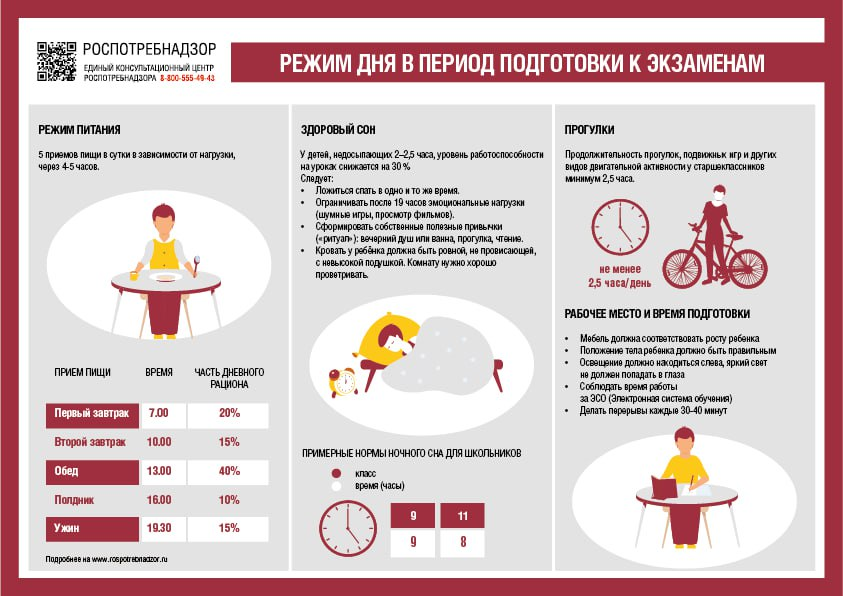 РОСПОТРЕБНАДЗОР
ЕДИНЫЙ КОНСУЛЬТАЦИОННЫЙ ЦЕНТР
РОСПОТРЕБНАДЗОРА 8-800-555-49-43
РЕЖИМ ДНЯ В ПЕРИОД ПОДГОТОВКИ К ЭКЗАМЕНАМ
РЕЖИМ ПИТАНИЯ
5 приемов пищи в сутки в зависимости от нагрузки,
через 4-5 часов.
ПРИЕМ ПИЩИ ВРЕМЯ ЧАСТЬ ДНЕВНОГО
РАЦИОНА
Первый завтрак 7.00 20%
Второй завтрак 10.00 15%
Обед 13.00 40%
Полдник 16.00 10%
Ужин 19.30 15%
Подробнее на www.rospotrebnadzor.ru
ЗДОРОВЫЙ СОН
У детей, недосыпающих 2–2,5 часа, уровень работоспособности
на уроках снижается на 30 %
Следует:
• Ложиться спать в одно и то же время.
• Ограничивать после 19 часов эмоциональные нагрузки
(шумные игры, просмотр фильмов).
• Сформировать собственные полезные привычки
(«ритуал»): вечерний душ или ванна, прогулка, чтение.
• Кровать у ребёнка должна быть ровной, не провисающей,
с невысокой подушкой. Комнату нужно хорошо
проветривать.
ПРИМЕРНЫЕ НОРМЫ НОЧНОГО СНА ДЛЯ ШКОЛЬНИКОВ
класс
время (часы)
9 11
9 8
ПРОГУЛКИ
Продолжительность прогулок, подвижных игр и других
видов двигательной активности у старшеклассников
минимум 2,5 часа.
не менее
2,5 часа/день
РАБОЧЕЕ МЕСТО И ВРЕМЯ ПОДГОТОВКИ
• Мебель должна соответствовать росту ребенка
• Положение тела ребенка должно быть правильным
• Освещение должно находиться слева, яркий свет
не должен попадать в глаза
• Соблюдать время работы
за ЭСО (Электронная система обучения)
• Делать перерывы каждые 30-40 минут